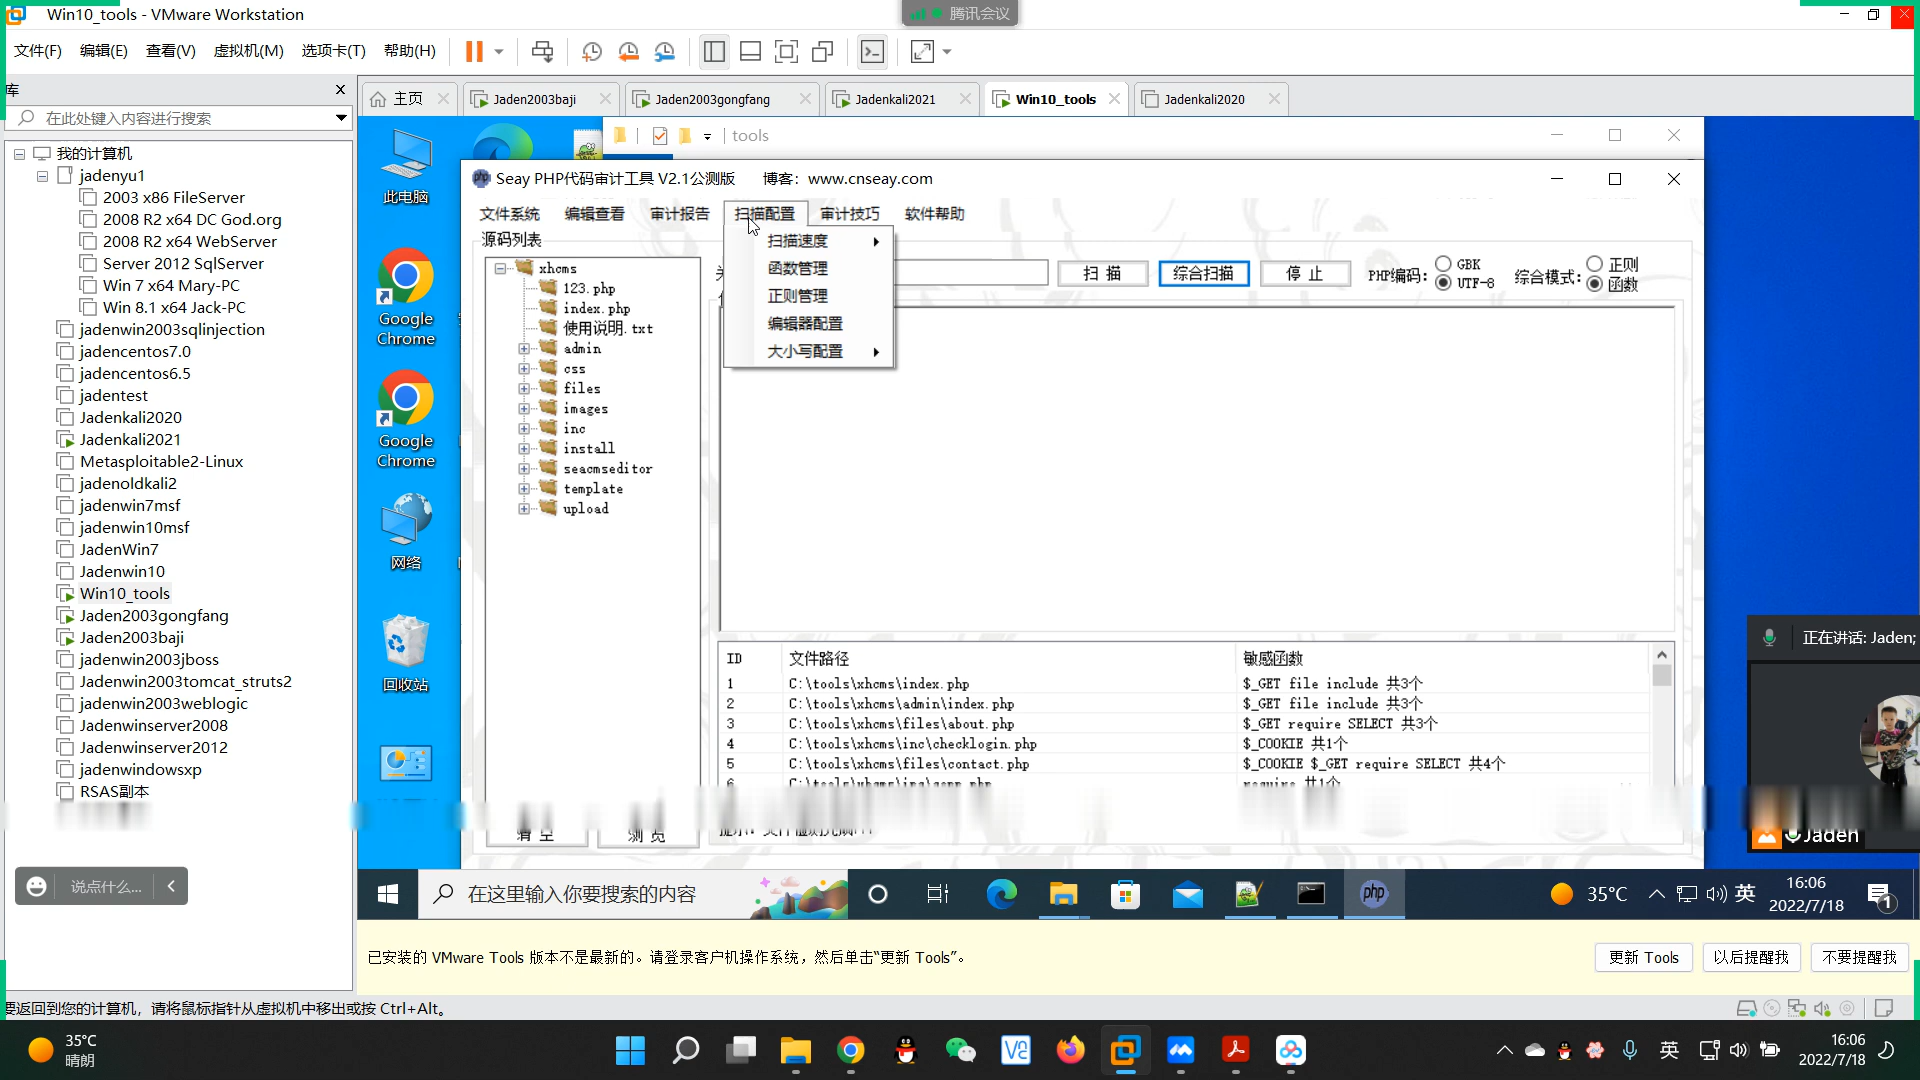 Win10_tools - VMware Workstation
腾讯会议
文件(F) 编辑(E) 查看(V) 虚拟机(M) 选项卡(T) 帮助(H)
库
在此处键入内容进行搜索
主页
Jaden2003baji
Jaden2003gongfang
Jadenkali2021
Win10_tools
Jadenkali2020
我的计算机
jadenyu1
2003 x86 FileServer
2008 R2 x64 DC God.org
2008 R2 x64 WebServer
Server 2012 SqlServer
Win 7 x64 Mary-PC
Win 8.1 x64 Jack-PC
jadenwin2003sqlinjection
jadencentos7.0
jadencentos6.5
jadentest
Jadenkali2020
Jadenkali2021
Metasploitable2-Linux
jadenoldkali2
jadenwin7msf
jadenwin10msf
JadenWin7
Jadenwin10
Win10_tools
Jaden2003gongfang
Jaden2003baji
jadenwin2003jboss
Jadenwin2003tomcat_struts2
jadenwin2003weblogic
Jadenwinserver2008
Jadenwinserver2012
jadenwindowsxp
RSAS副本
说点什么...
此电脑
Google Chrome
Google Chrome
网络
回收站
tools
Seay PHP代码审计工具 V2.1公测版 博客：www.cnseay.com
文件系统 编辑查看 审计报告 扫描配置 审计技巧 软件帮助
源码列表
扫描速度
函数管理
正则管理
编辑器配置
大小写配置
扫 描
综合扫描
停 止
PHP编码:
GBK
UTF-8
综合模式:
正则
函数
xhcms
123.php
index.php
使用说明.txt
admin
css
files
images
inc
install
seacmseditor
template
upload
ID 文件路径 敏感函数
1 C:\tools\xhcms\index.php $_GET file include 共3个
2 C:\tools\xhcms\admin\index.php $_GET file include 共3个
3 C:\tools\xhcms\files\about.php $_GET require SELECT 共3个
4 C:\tools\xhcms\inc\checklogin.php $_COOKIE 共1个
5 C:\tools\xhcms\files\contact.php $_COOKIE $_GET require SELECT 共4个
清 空
浏 览
正在讲话: Jaden;
Jaden
在这里输入你要搜索的内容
php
35°C
英
16:06
2022/7/18
1
已安装的 VMware Tools 版本不是最新的。请登录客户机操作系统，然后单击“更新 Tools”。
更新 Tools
以后提醒我
不要提醒我
要返回到您的计算机，请将鼠标指针从虚拟机中移出或按 Ctrl+Alt。
35°C
晴朗
英
16:06
2022/7/18